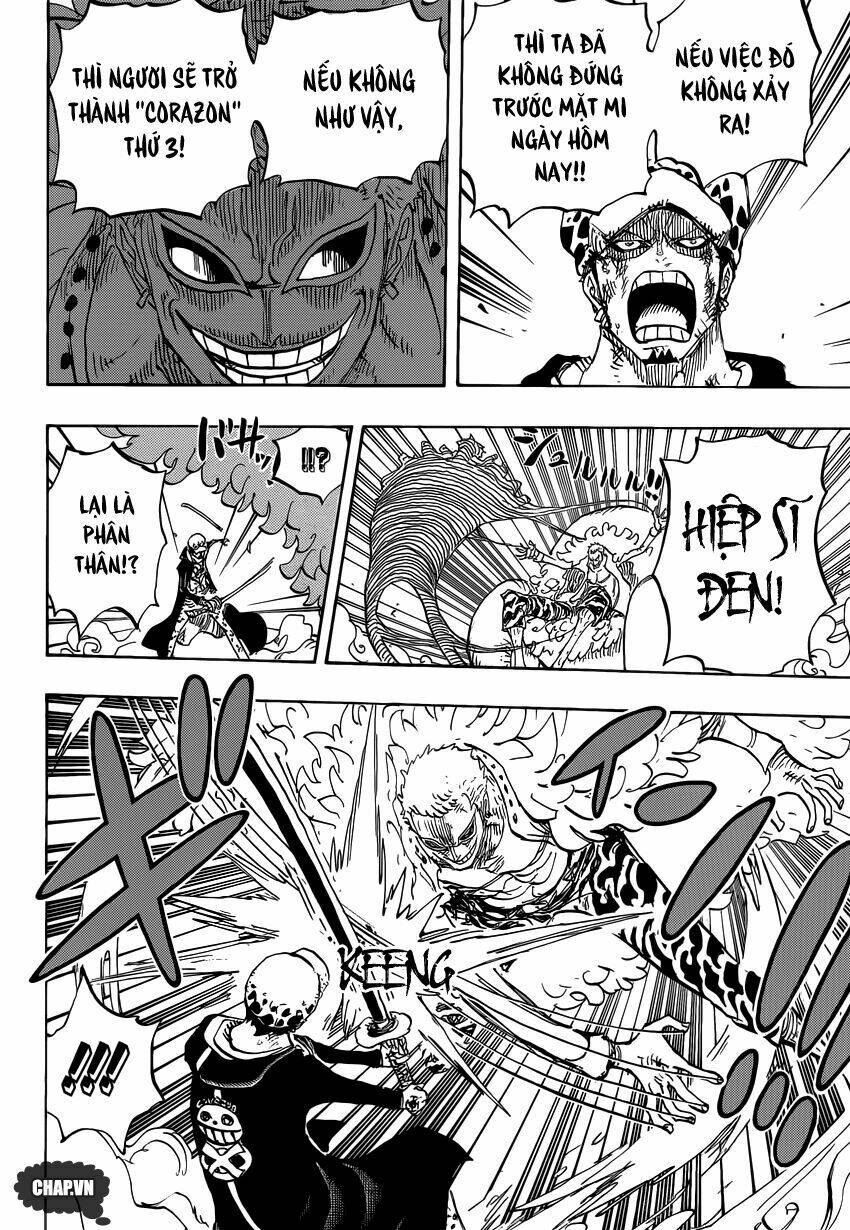 NẾU VIỆC ĐÓ
KHÔNG XẢY
RA!
THÌ TA ĐÃ
KHÔNG ĐỨNG
TRƯỚC MẶT MI
NGÀY HÔM
NAY!!
NẾU KHÔNG
NHƯ VẬY,
THÌ NGƯƠI SẼ TRỞ
THÀNH "CORAZON"
THỨ 3!
HIỆP SĨ
ĐEN!
シュルルルル!!
!!?
バサッ
LẠI LÀ
PHÂN
THÂN!?
KEENG
!!!
CHAP.VN